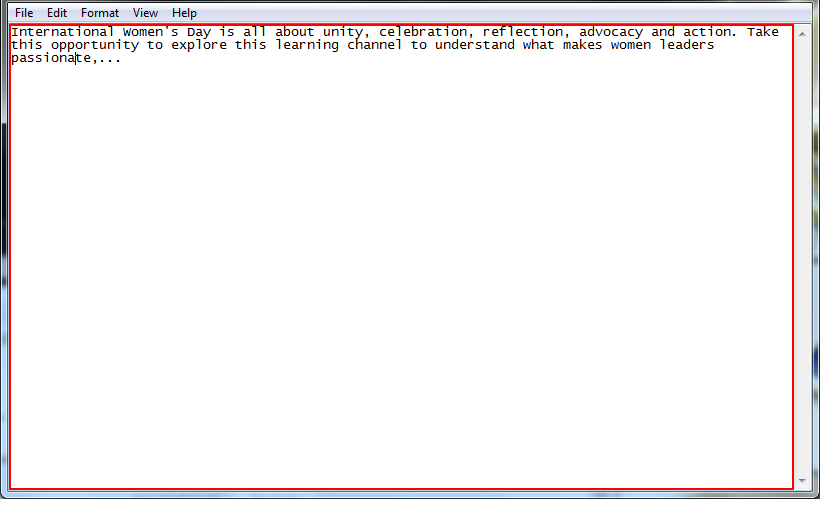 File Edit Format View Help
International Women's Day is all about unity, celebration, reflection, advocacy and action. Take
this opportunity to explore this learning channel to understand what makes women leaders
passionate,...